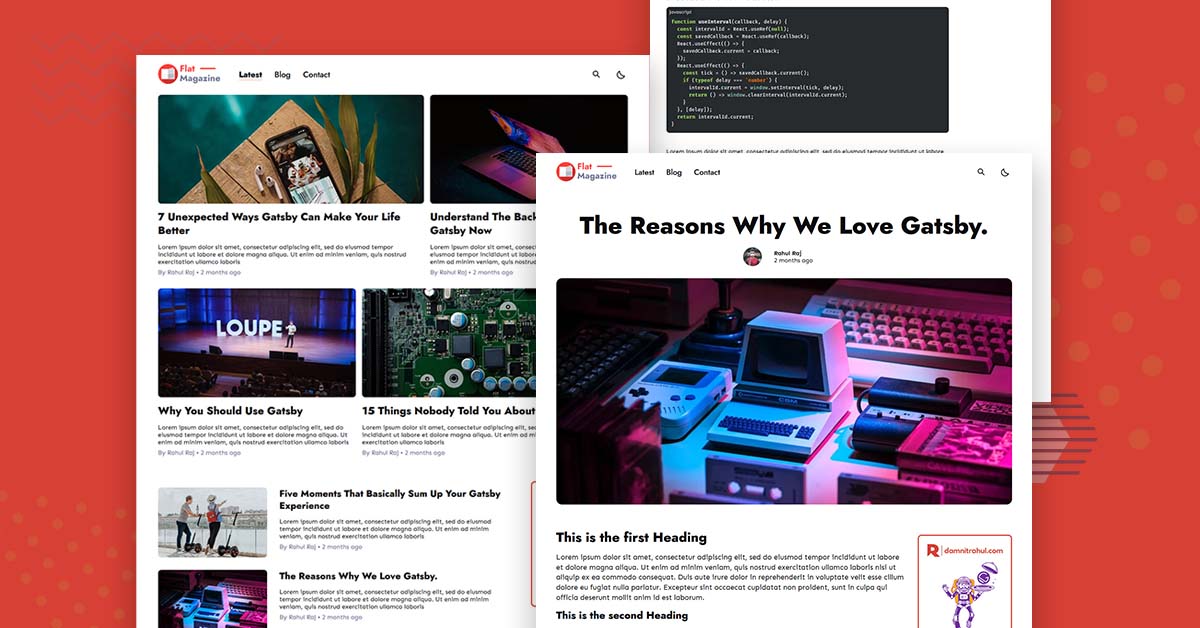 Flat
Magazine
Latest Blog Contact
7 Unexpected Ways Gatsby Can Make Your Life
Better
Lorem ipsum dolor sit amet, consectetur adipiscing elit, sed do eiusmod tempor
incididunt ut labore et dolore magna aliqua. Ut enim ad minim veniam, quis nostrud
exercitation ullamco laboris
By Rahul Raj • 2 months ago
Understand The Back
Gatsby Now
Lorem ipsum dolor sit amet, cons
incididunt ut labore et dolore ma
exercitation ullamco laboris
By Rahul Raj • 2 months ago
LOUPE
Why You Should Use Gatsby
Lorem ipsum dolor sit amet, consectetur adipiscing elit, sed do
eiusmod tempor incididunt ut labore et dolore magna aliqua. Ut
enim ad minim veniam, quis nostrud exercitation ullamco laboris
By Rahul Raj • 2 months ago
15 Things Nobody Told You About
Lorem ipsum dolor sit amet, consectetur
eiusmod tempor incididunt ut labore et
enim ad minim veniam, quis nostrud exe
By Rahul Raj • 2 months ago
Five Moments That Basically Sum Up Your Gatsby
Experience
Lorem ipsum dolor sit amet, consectetur adipiscing elit, sed do eiusmod
tempor incididunt ut labore et dolore magna aliqua. Ut enim ad minim
veniam, quis nostrud exercitation ullamco laboris
By Rahul Raj • 2 months ago
The Reasons Why We Love Gatsby.
Lorem ipsum dolor sit amet, consectetur adipiscing elit, sed do eiusmod
tempor incididunt ut labore et dolore magna aliqua. Ut enim ad minim
veniam, quis nostrud exercitation ullamco laboris
By Rahul Raj • 2 months ago
javascript
function useInterval(callback, delay) {
const intervalId = React.useRef(null);
const savedCallback = React.useRef(callback);
React.useEffect(() => {
savedCallback.current = callback;
});
React.useEffect(() => {
const tick = () => savedCallback.current();
if (typeof delay === 'number') {
intervalId.current = window.setInterval(tick, delay);
return () => window.clearInterval(intervalId.current);
}
}, [delay]);
return intervalId.current;
}
Lorem ipsum dolor sit amet, consectetur adipiscing elit, sed do eiusmod tempor incididunt ut labore
Flat
Magazine
Latest Blog Contact
The Reasons Why We Love Gatsby.
Rahul Raj
2 months ago
This is the first Heading
Lorem ipsum dolor sit amet, consectetur adipiscing elit, sed do eiusmod tempor incididunt ut labore
et dolore magna aliqua. Ut enim ad minim veniam, quis nostrud exercitation ullamco laboris nisi ut
aliquip ex ea commodo consequat. Duis aute irure dolor in reprehenderit in voluptate velit esse cillum
dolore eu fugiat nulla pariatur. Excepteur sint occaecat cupidatat non proident, sunt in culpa qui
officia deserunt mollit anim id est laborum.
This is the second Heading
R | damnitrahul.com